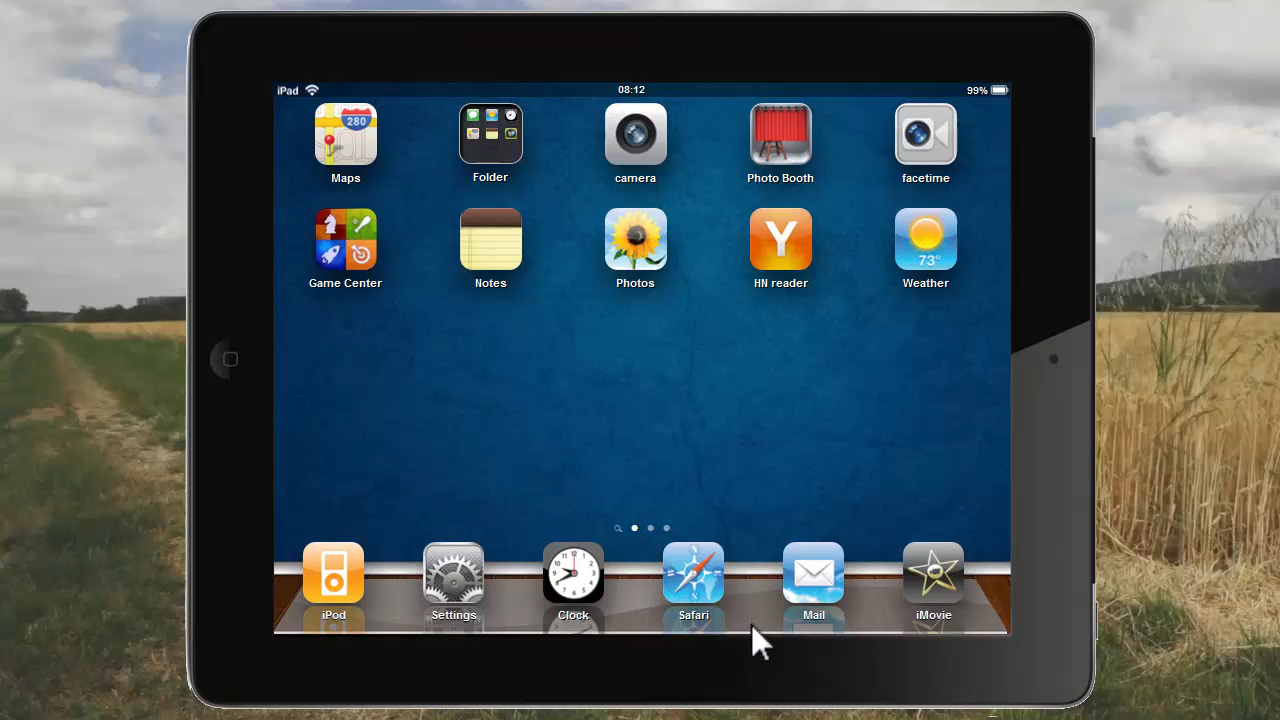 iPad 08:12 99%
280
Maps Folder camera Photo Booth facetime
Y 73°
Game Center Notes Photos HN reader Weather
iPod Settings Clock Safari Mail iMovie